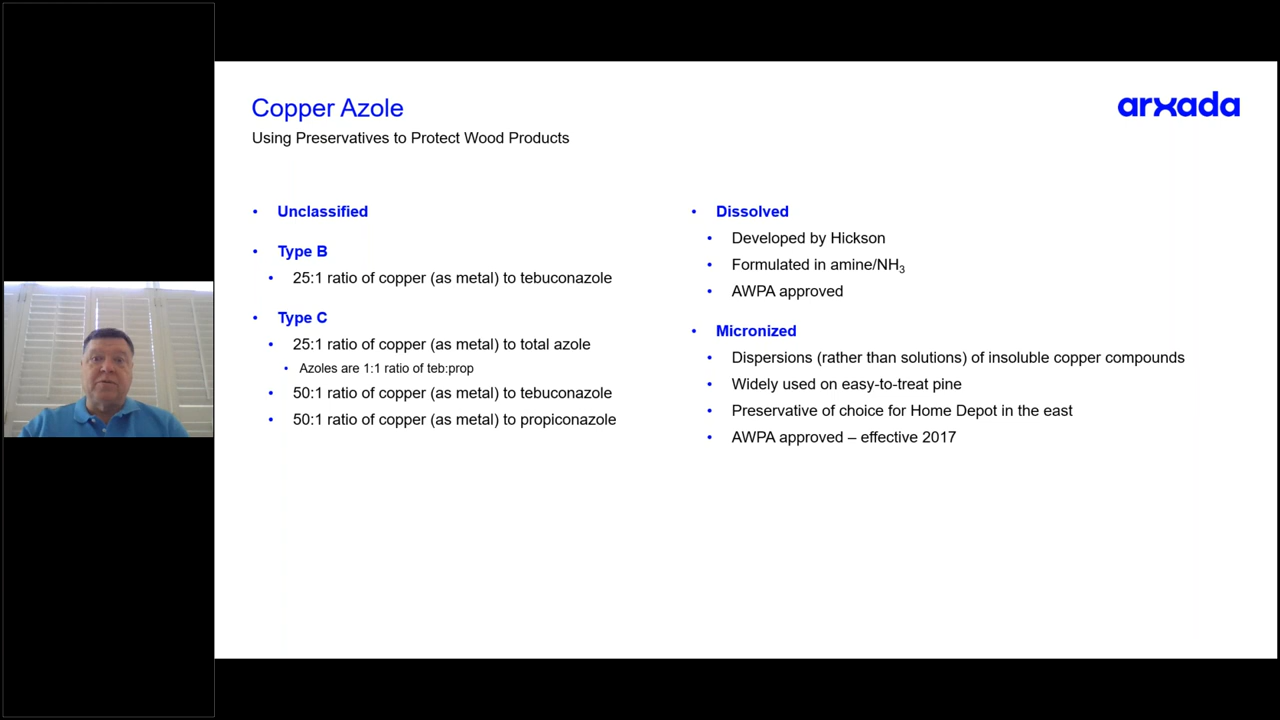 Copper Azole
arxada
Using Preservatives to Protect Wood Products
• Unclassified
• Type B
• 25:1 ratio of copper (as metal) to tebuconazole
• Type C
• 25:1 ratio of copper (as metal) to total azole
• Azoles are 1:1 ratio of teb:prop
• 50:1 ratio of copper (as metal) to tebuconazole
• 50:1 ratio of copper (as metal) to propiconazole
• Dissolved
• Developed by Hickson
• Formulated in amine/NH₃
• AWPA approved
• Micronized
• Dispersions (rather than solutions) of insoluble copper compounds
• Widely used on easy-to-treat pine
• Preservative of choice for Home Depot in the east
• AWPA approved – effective 2017